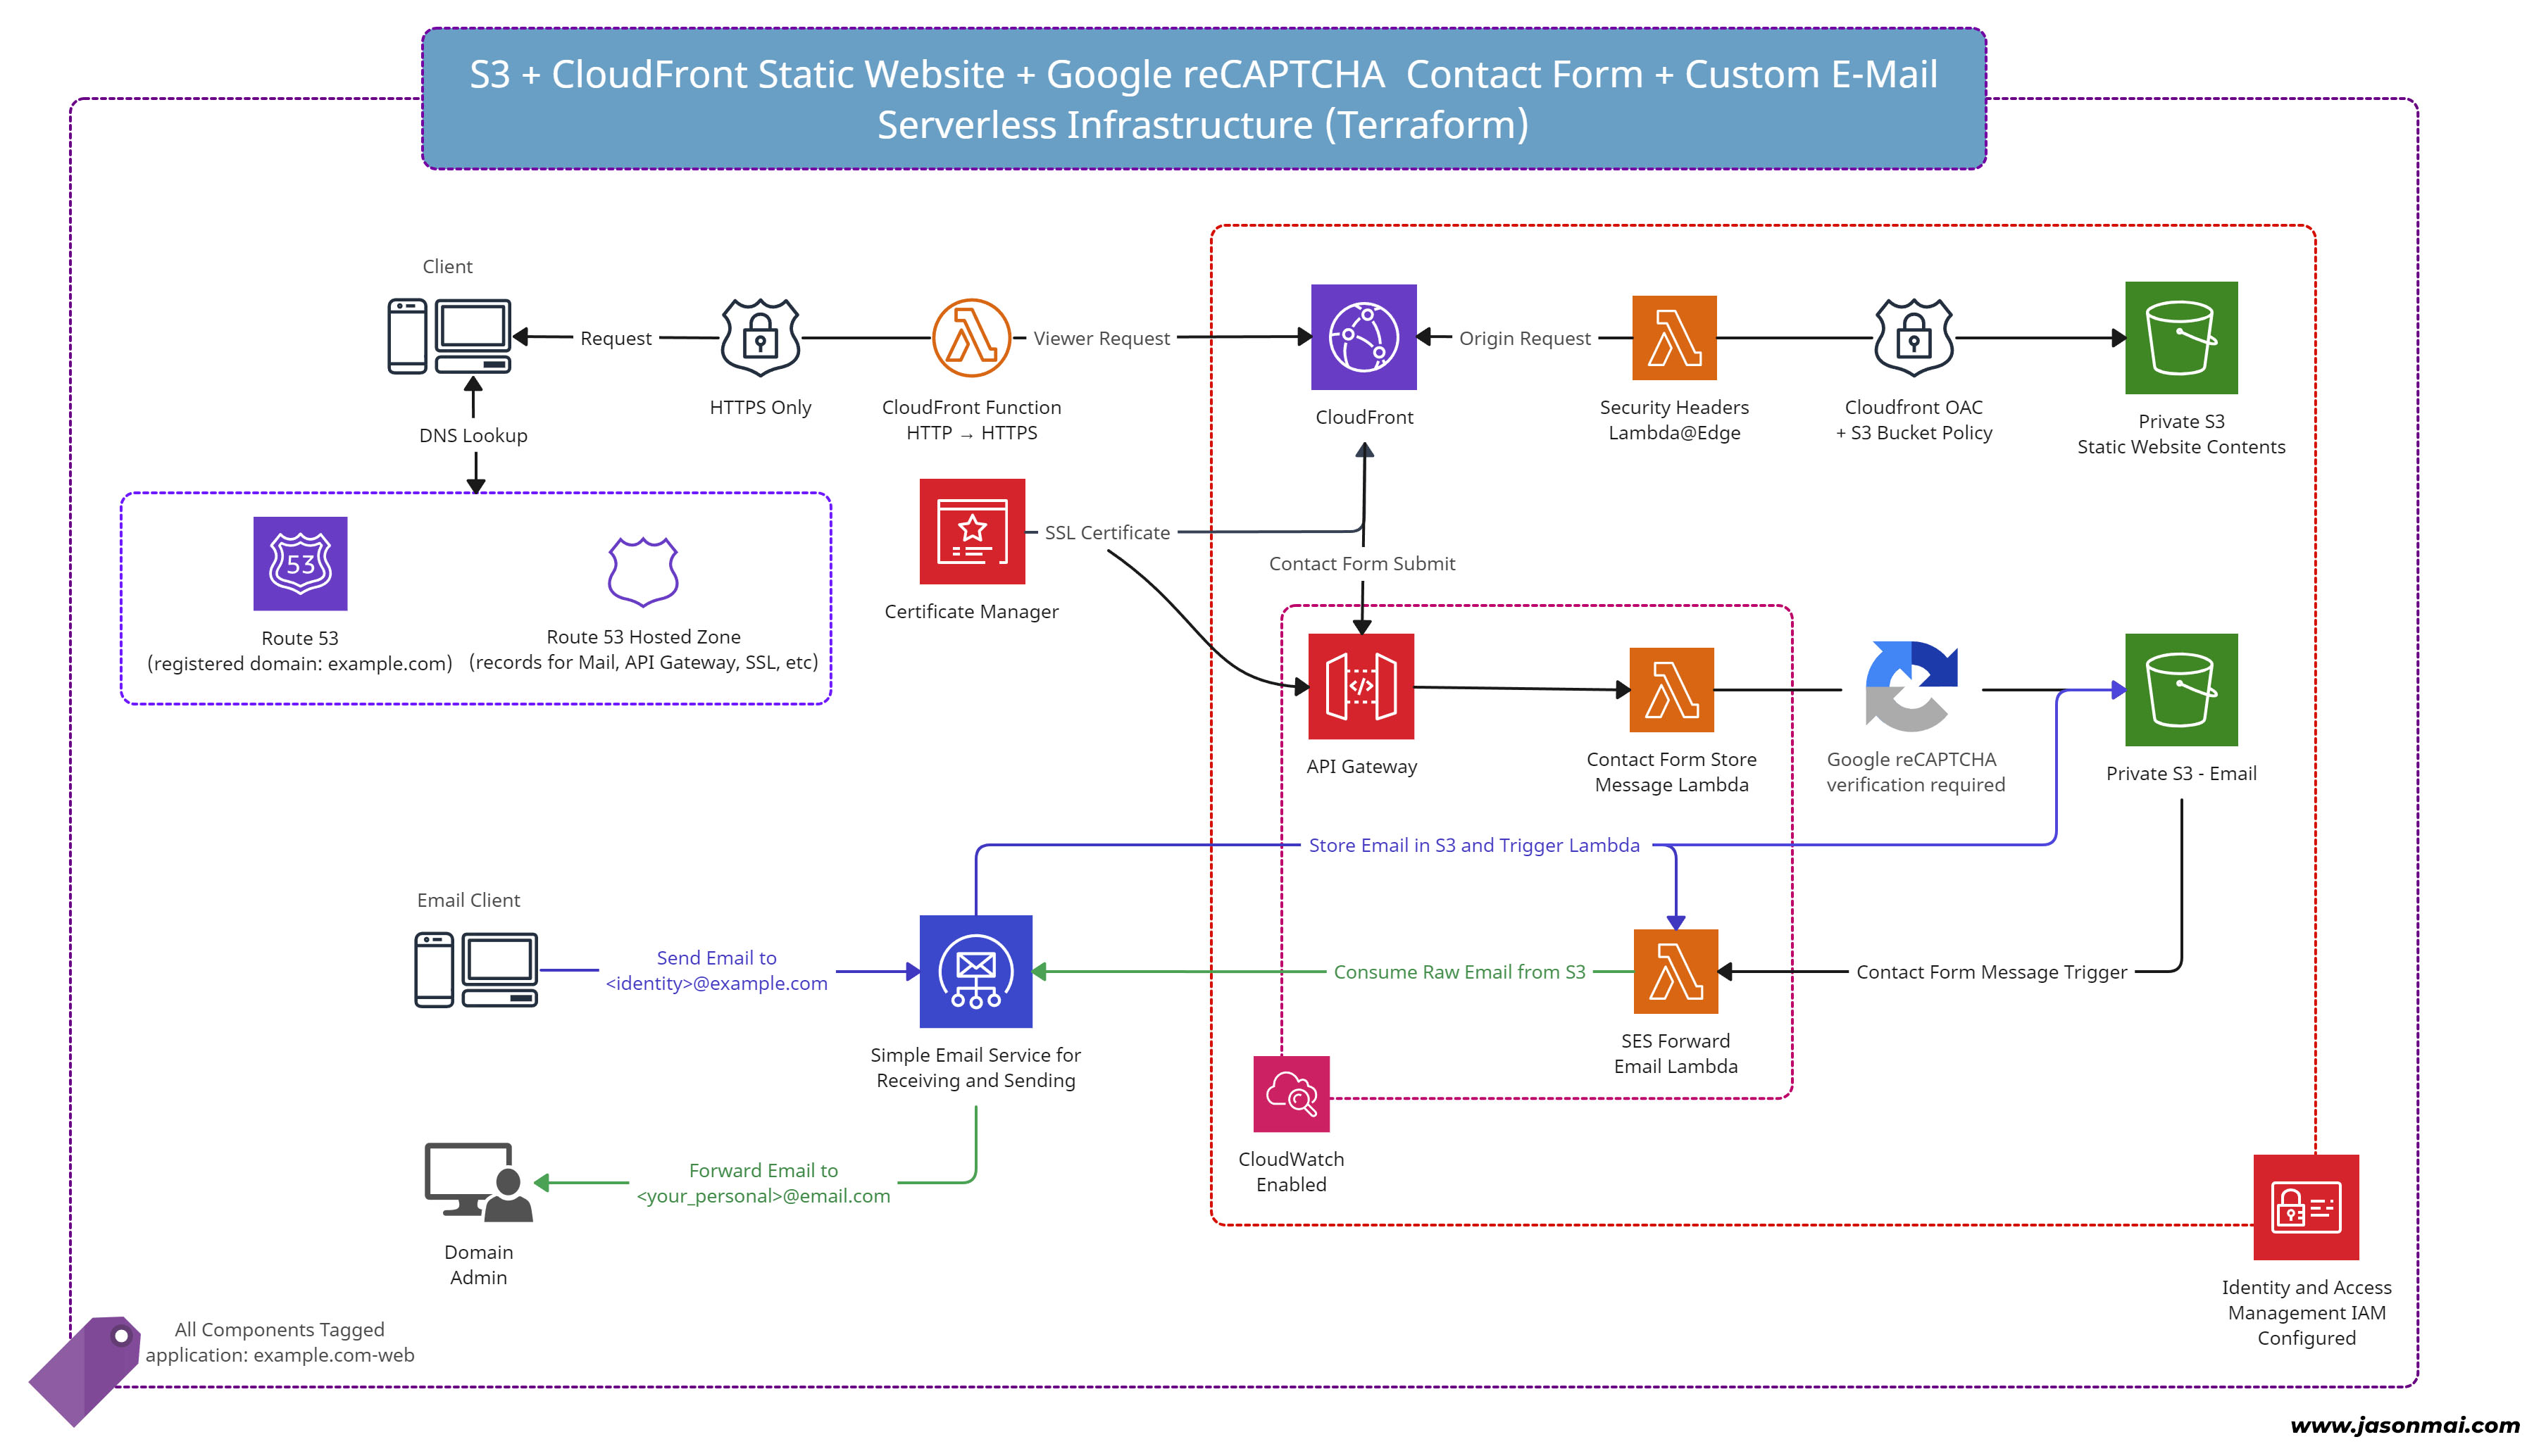 S3 + CloudFront Static Website + Google reCAPTCHA Contact Form + Custom E-Mail
Serverless Infrastructure (Terraform)
Client
Request
HTTPS Only
CloudFront Function
HTTP → HTTPS
Viewer Request
CloudFront
Origin Request
Security Headers
Lambda@Edge
Cloudfront OAC
+ S3 Bucket Policy
Private S3
Static Website Contents
DNS Lookup
53
Route 53
(registered domain: example.com)
Route 53 Hosted Zone
(records for Mail, API Gateway, SSL, etc)
SSL Certificate
Certificate Manager
Contact Form Submit
</>
API Gateway
Contact Form Store
Message Lambda
Google reCAPTCHA
verification required
Private S3 - Email
Store Email in S3 and Trigger Lambda
Email Client
Send Email to
<identity>@example.com
Simple Email Service for
Receiving and Sending
Consume Raw Email from S3
SES Forward
Email Lambda
Contact Form Message Trigger
CloudWatch
Enabled
Forward Email to
<your_personal>@email.com
Domain
Admin
Identity and Access
Management IAM
Configured
All Components Tagged
application: example.com-web
www.jasonmai.com